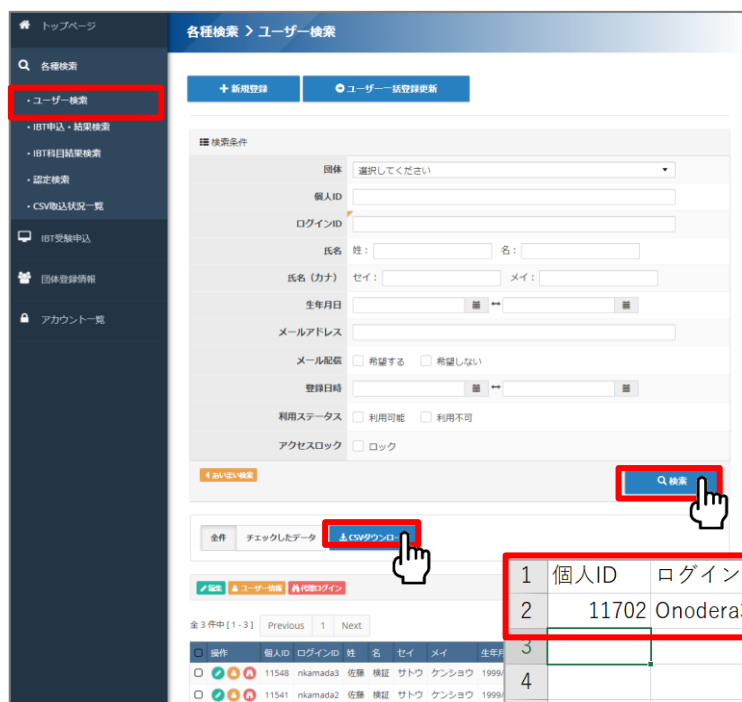 トップページ
各種検索
・ユーザー検索
・IBT申込・結果検索
・IBT科目結果検索
・認定検索
・CSV取込状況一覧
IBT受験申込
団体登録情報
アカウント一覧
各種検索 > ユーザー検索
+ 新規登録 ユーザー一括登録更新
検索条件
団体 選択してください
個人ID
ログインID
氏名 姓： 名：
氏名（カナ） セイ： メイ：
生年月日
メールアドレス
メール配信 希望する 希望しない
登録日時
利用ステータス 利用可能 利用不可
アクセスロック ロック
あいまい検索
検索
全件 チェックしたデータ CSVダウンロー
編集 ユーザー情報 代理ログイン
全3件中 [ 1 - 3 ] Previous 1 Next
操作 個人ID ログインID 姓 名 セイ メイ 生年月
11548 nkamada3 佐藤 検証 サトウ ケンショウ 1999/
11541 nkamada2 佐藤 検証 サトウ ケンショウ 1999/
1 個人ID ログイン
2 11702 Onodera
3
4